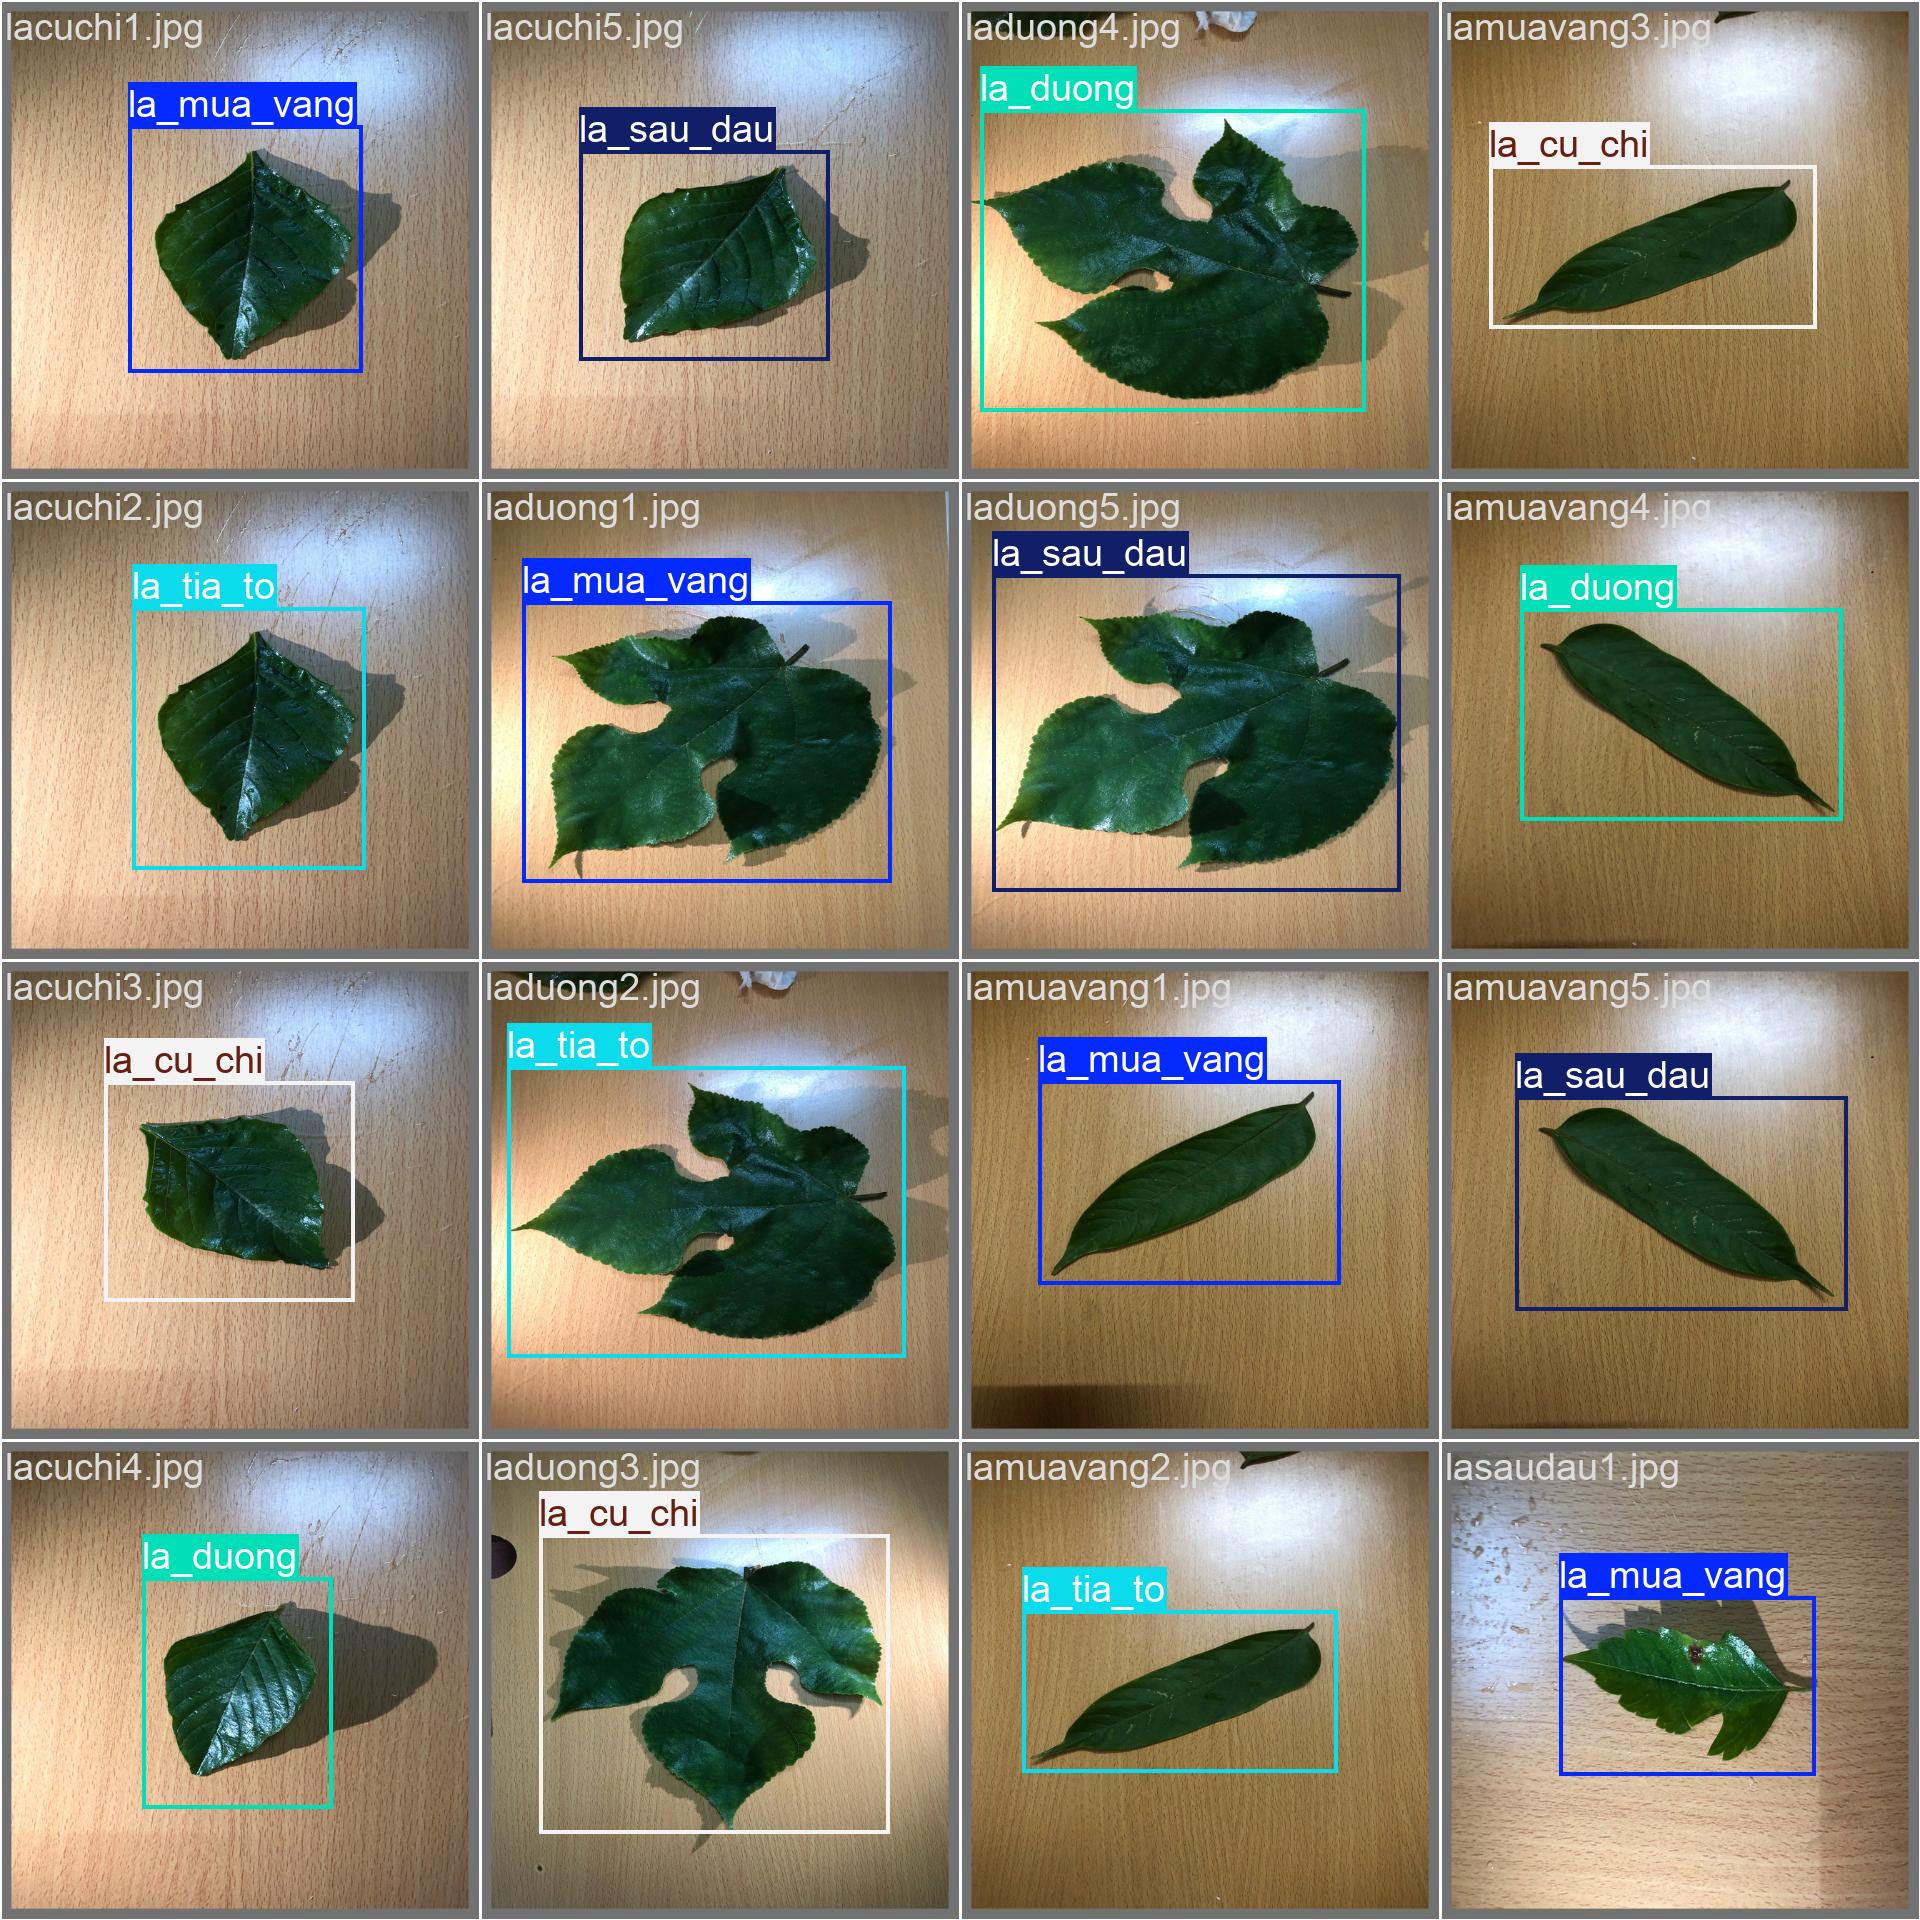 lacuchi1.jpg
la_mua_vang
lacuchi5.jpg
la_sau_dau
laduong4.jpg
la_duong
lamuavang3.jpg
la_cu_chi
lacuchi2.jpg
la_tia_to
laduong1.jpg
la_mua_vang
laduong5.jpg
la_sau_dau
lamuavang4.jpg
la_duong
lacuchi3.jpg
la_cu_chi
laduong2.jpg
la_tia_to
lamuavang1.jpg
la_mua_vang
lamuavang5.jpg
la_sau_dau
lacuchi4.jpg
la_duong
laduong3.jpg
la_cu_chi
lamuavang2.jpg
la_tia_to
lasaudau1.jpg
la_mua_vang